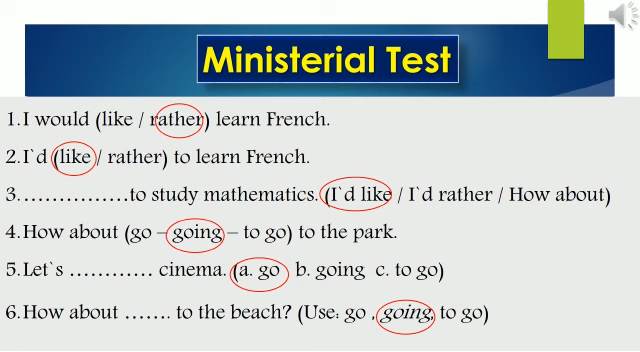 Ministerial Test
1. I would (like / rather) learn French.
2. I`d (like / rather) to learn French.
3. ……………to study mathematics. (I`d like / I`d rather / How about)
4. How about (go – going – to go) to the park.
5. Let`s ………… cinema. (a. go b. going c. to go)
6. How about ……. to the beach? (Use: go , going, to go)